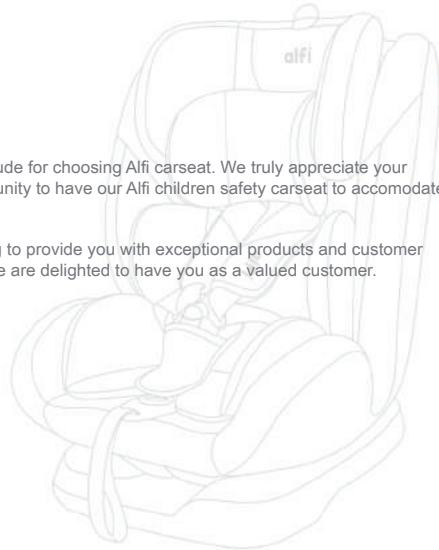 alfi
ude for choosing Alfi carseat. We truly appreciate your
unity to have our Alfi children safety carseat to accomodate
to provide you with exceptional products and customer
e are delighted to have you as a valued customer.